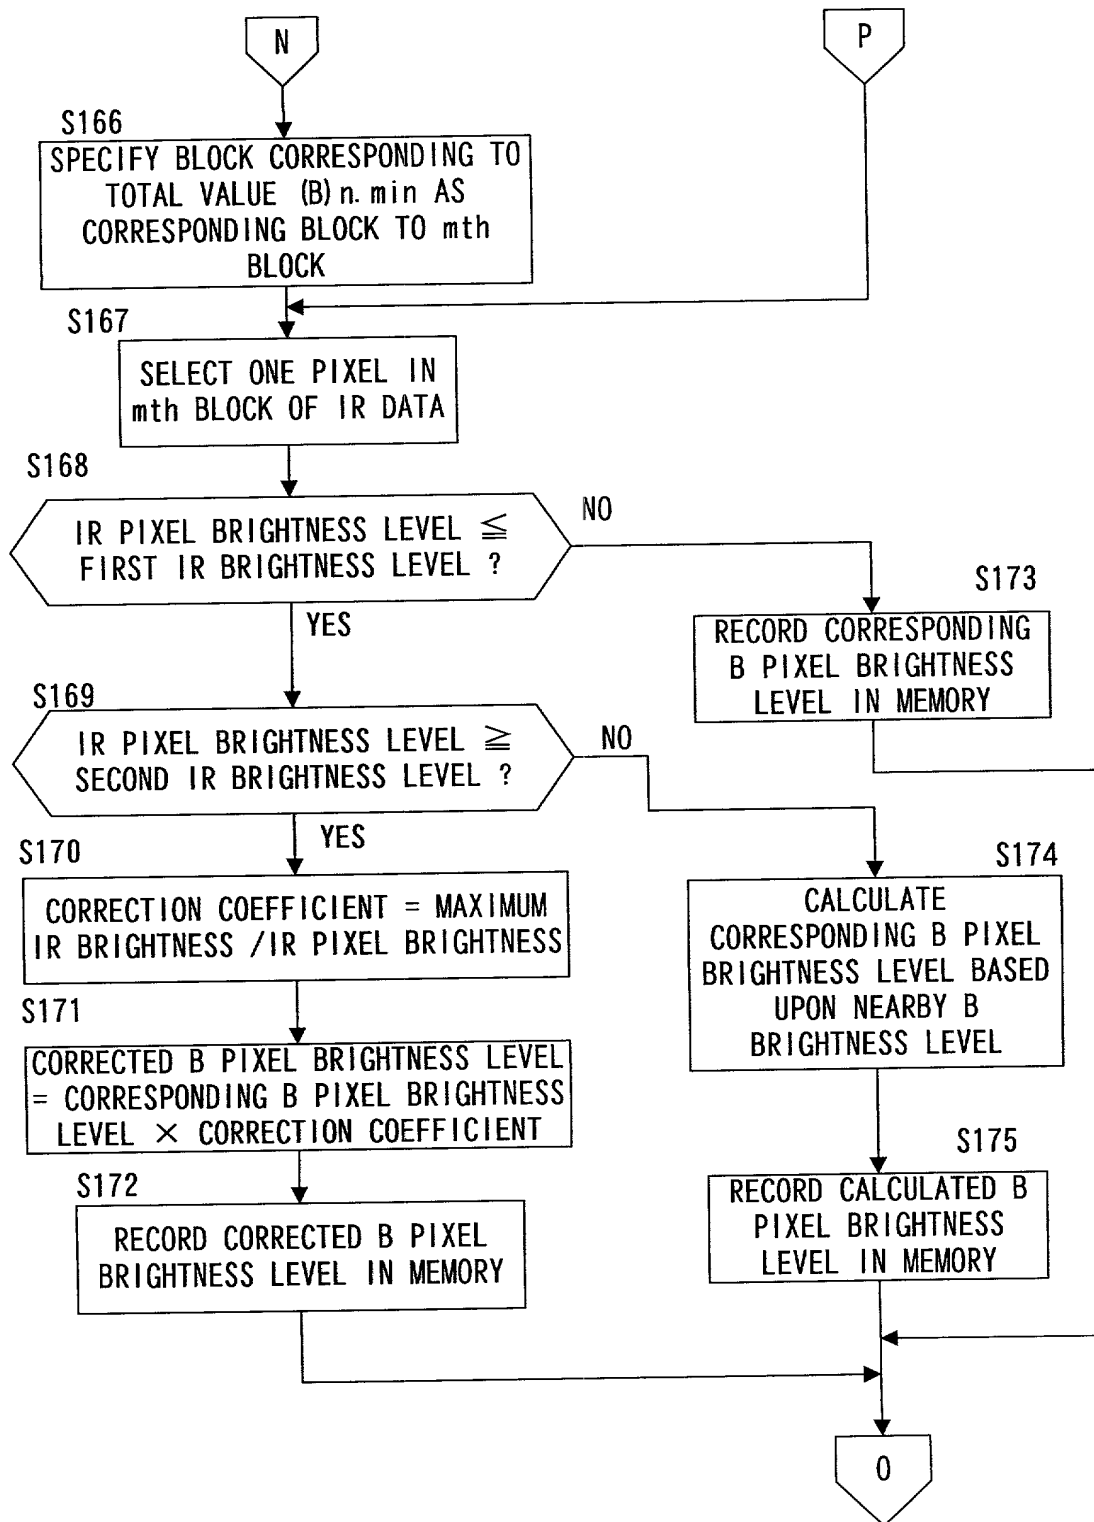 N
P
S166
SPECIFY BLOCK CORRESPONDING TO
TOTAL VALUE (B)n.min AS
CORRESPONDING BLOCK TO mth
BLOCK
S167
SELECT ONE PIXEL IN
mth BLOCK OF IR DATA
S168
IR PIXEL BRIGHTNESS LEVEL ≦
FIRST IR BRIGHTNESS LEVEL ?
NO
YES
S173
RECORD CORRESPONDING
B PIXEL BRIGHTNESS
LEVEL IN MEMORY
S169
IR PIXEL BRIGHTNESS LEVEL ≧
SECOND IR BRIGHTNESS LEVEL ?
NO
YES
S170
CORRECTION COEFFICIENT = MAXIMUM
IR BRIGHTNESS /IR PIXEL BRIGHTNESS
S174
CALCULATE
CORRESPONDING B PIXEL
BRIGHTNESS LEVEL BASED
UPON NEARBY B
BRIGHTNESS LEVEL
S171
CORRECTED B PIXEL BRIGHTNESS LEVEL
= CORRESPONDING B PIXEL BRIGHTNESS
LEVEL × CORRECTION COEFFICIENT
S172
RECORD CORRECTED B PIXEL
BRIGHTNESS LEVEL IN MEMORY
S175
RECORD CALCULATED B
PIXEL BRIGHTNESS
LEVEL IN MEMORY
O